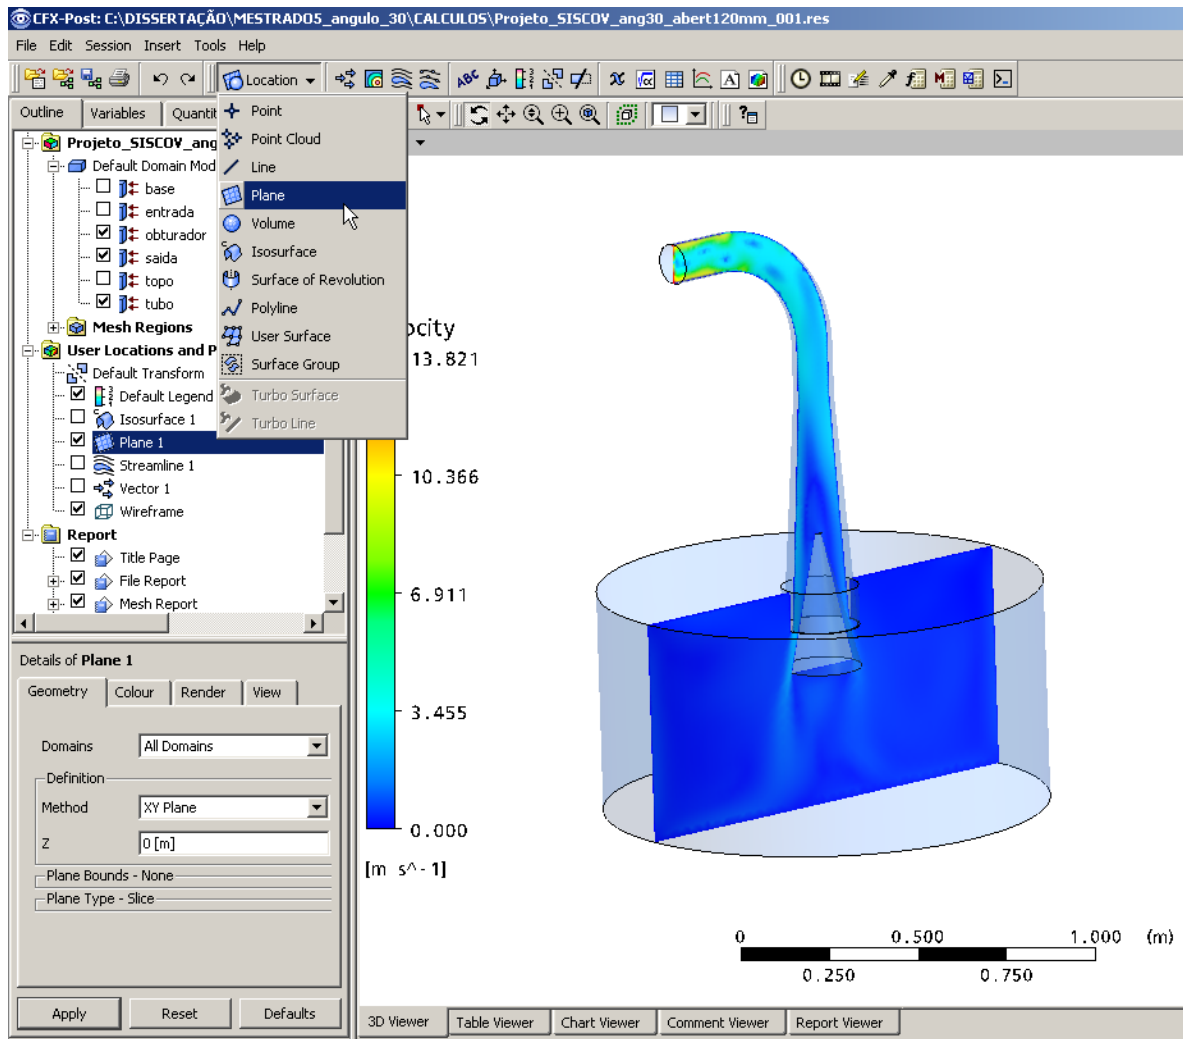 CFX-Post: C:\DISSERTAÇÃO\MESTRADO5_angulo_30\CALCULOS\Projeto_SISCOV_ang30_abert120mm_001.res
File Edit Session Insert Tools Help
Location
Outline Variables Quantit
Point
Point Cloud
Line
Plane
Volume
Isosurface
Surface of Revolution
Polyline
User Surface
Surface Group
Turbo Surface
Turbo Line
Projeto_SISCOV_ang
Default Domain Mod
base
entrada
obturador
saida
topo
tubo
Mesh Regions
User Locations and P
Default Transform
Default Legend
Isosurface 1
Plane 1
Streamline 1
Vector 1
Wireframe
Report
Title Page
File Report
Mesh Report
Details of Plane 1
Geometry Colour Render View
Domains All Domains
Definition
Method XY Plane
Z 0 [m]
Plane Bounds - None
Plane Type - Slice
Apply Reset Defaults
ocity
13.821
10.366
6.911
3.455
0.000
[m s^-1]
0 0.500 1.000 (m)
0.250 0.750
3D Viewer Table Viewer Chart Viewer Comment Viewer Report Viewer